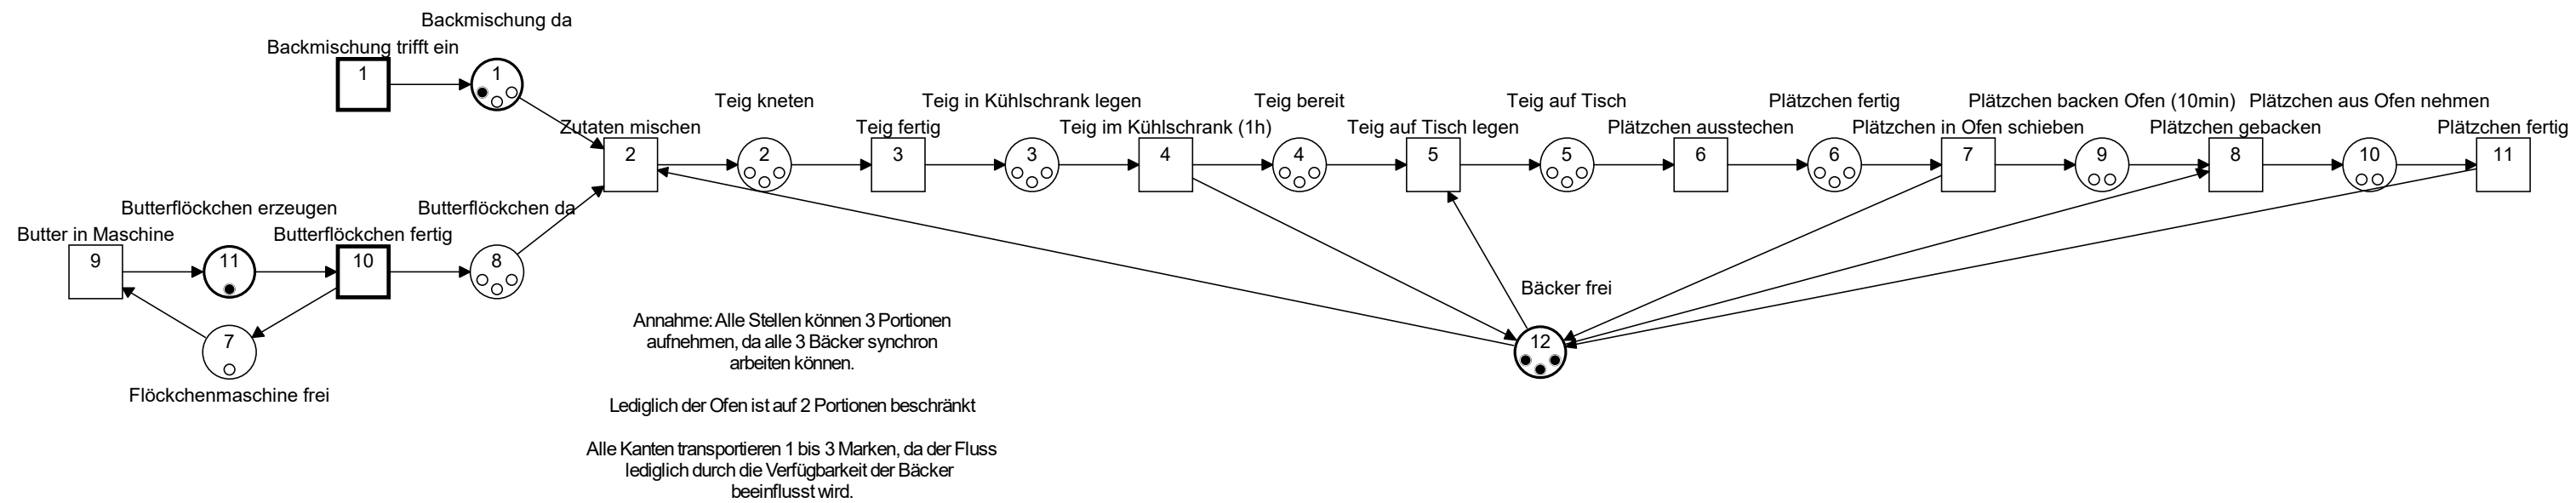 Backmischung da
Backmischung trifft ein
1
1
Teig kneten
Teig in Kühlschrank legen
Teig bereit
Teig auf Tisch
Plätzchen fertig
Plätzchen backen Ofen (10min)
Plätzchen aus Ofen nehmen
Zutaten mischen
Teig fertig
Teig im Kühlschrank (1h)
Teig auf Tisch legen
Plätzchen ausstechen
Plätzchen in Ofen schieben
Plätzchen gebacken
Plätzchen fertig
2
2
3
3
4
4
5
5
6
6
7
9
8
10
11
Butterflöckchen erzeugen
Butterflöckchen da
Butter in Maschine
Butterflöckchen fertig
9
11
10
8
Bäcker frei
7
12
Flöckchenmaschine frei
Annahme: Alle Stellen können 3 Portionen
aufnehmen, da alle 3 Bäcker synchron
arbeiten können.
Lediglich der Ofen ist auf 2 Portionen beschränkt
Alle Kanten transportieren 1 bis 3 Marken, da der Fluss
lediglich durch die Verfügbarkeit der Bäcker
beeinflusst wird.